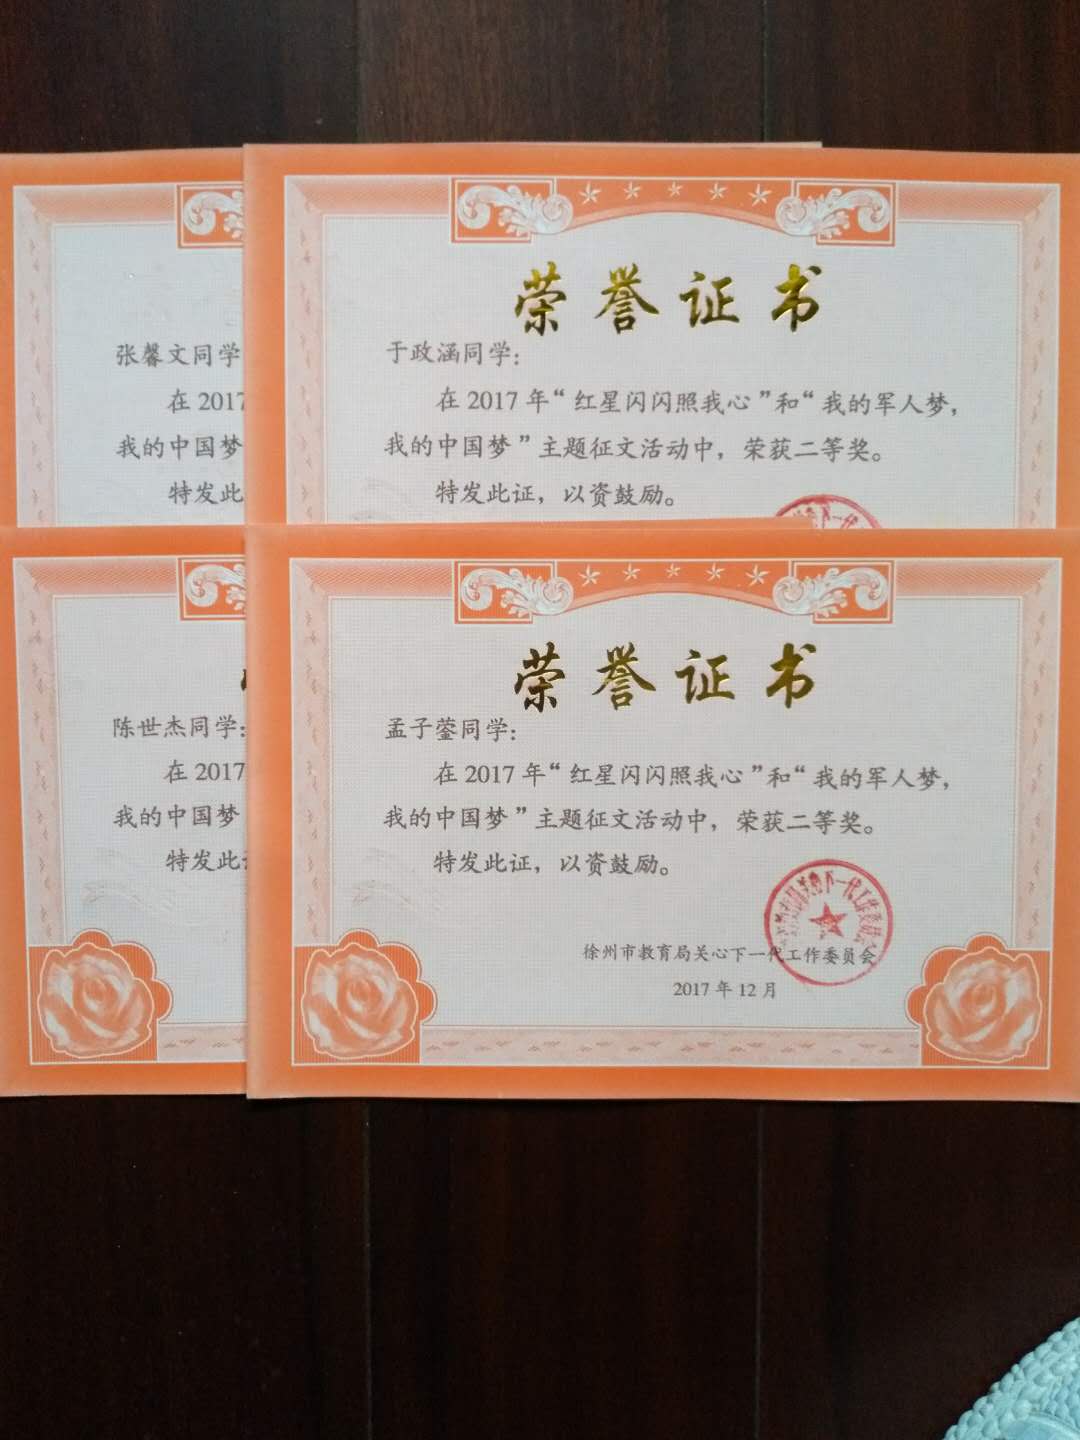 张馨文同学
在 2017
我的中国梦
特发此
荣誉证书
于政涵同学：
在 2017 年“红星闪闪照我心”和“我的军人梦，
我的中国梦”主题征文活动中，荣获二等奖。
特发此证，以资鼓励。
陈世杰同学：
在 2017
我的中国梦
特发此
荣誉证书
孟子蓥同学：
在 2017 年“红星闪闪照我心”和“我的军人梦，
我的中国梦”主题征文活动中，荣获二等奖。
特发此证，以资鼓励。
徐州市教育局关心下一代工作委员会
2017 年 12 月